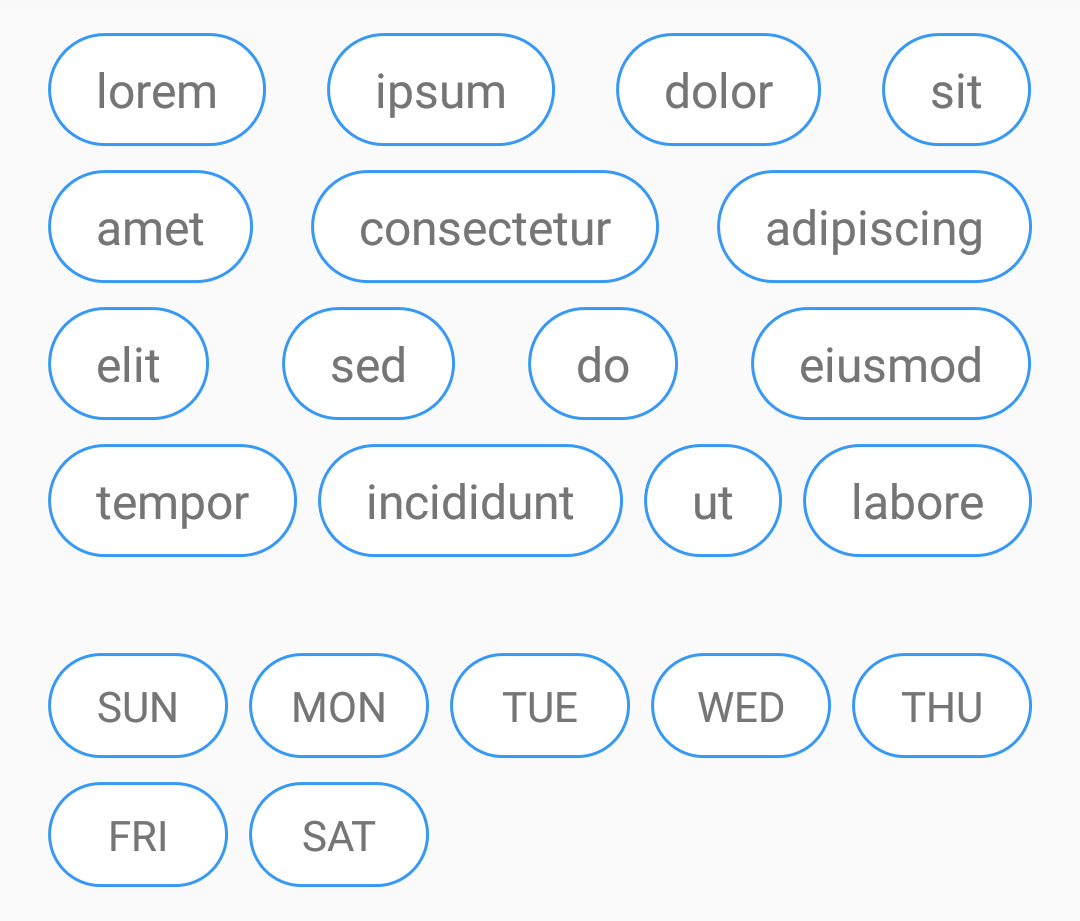 lorem ipsum dolor sit
amet consectetur adipiscing
elit sed do eiusmod
tempor incididunt ut labore
SUN MON TUE WED THU
FRI SAT